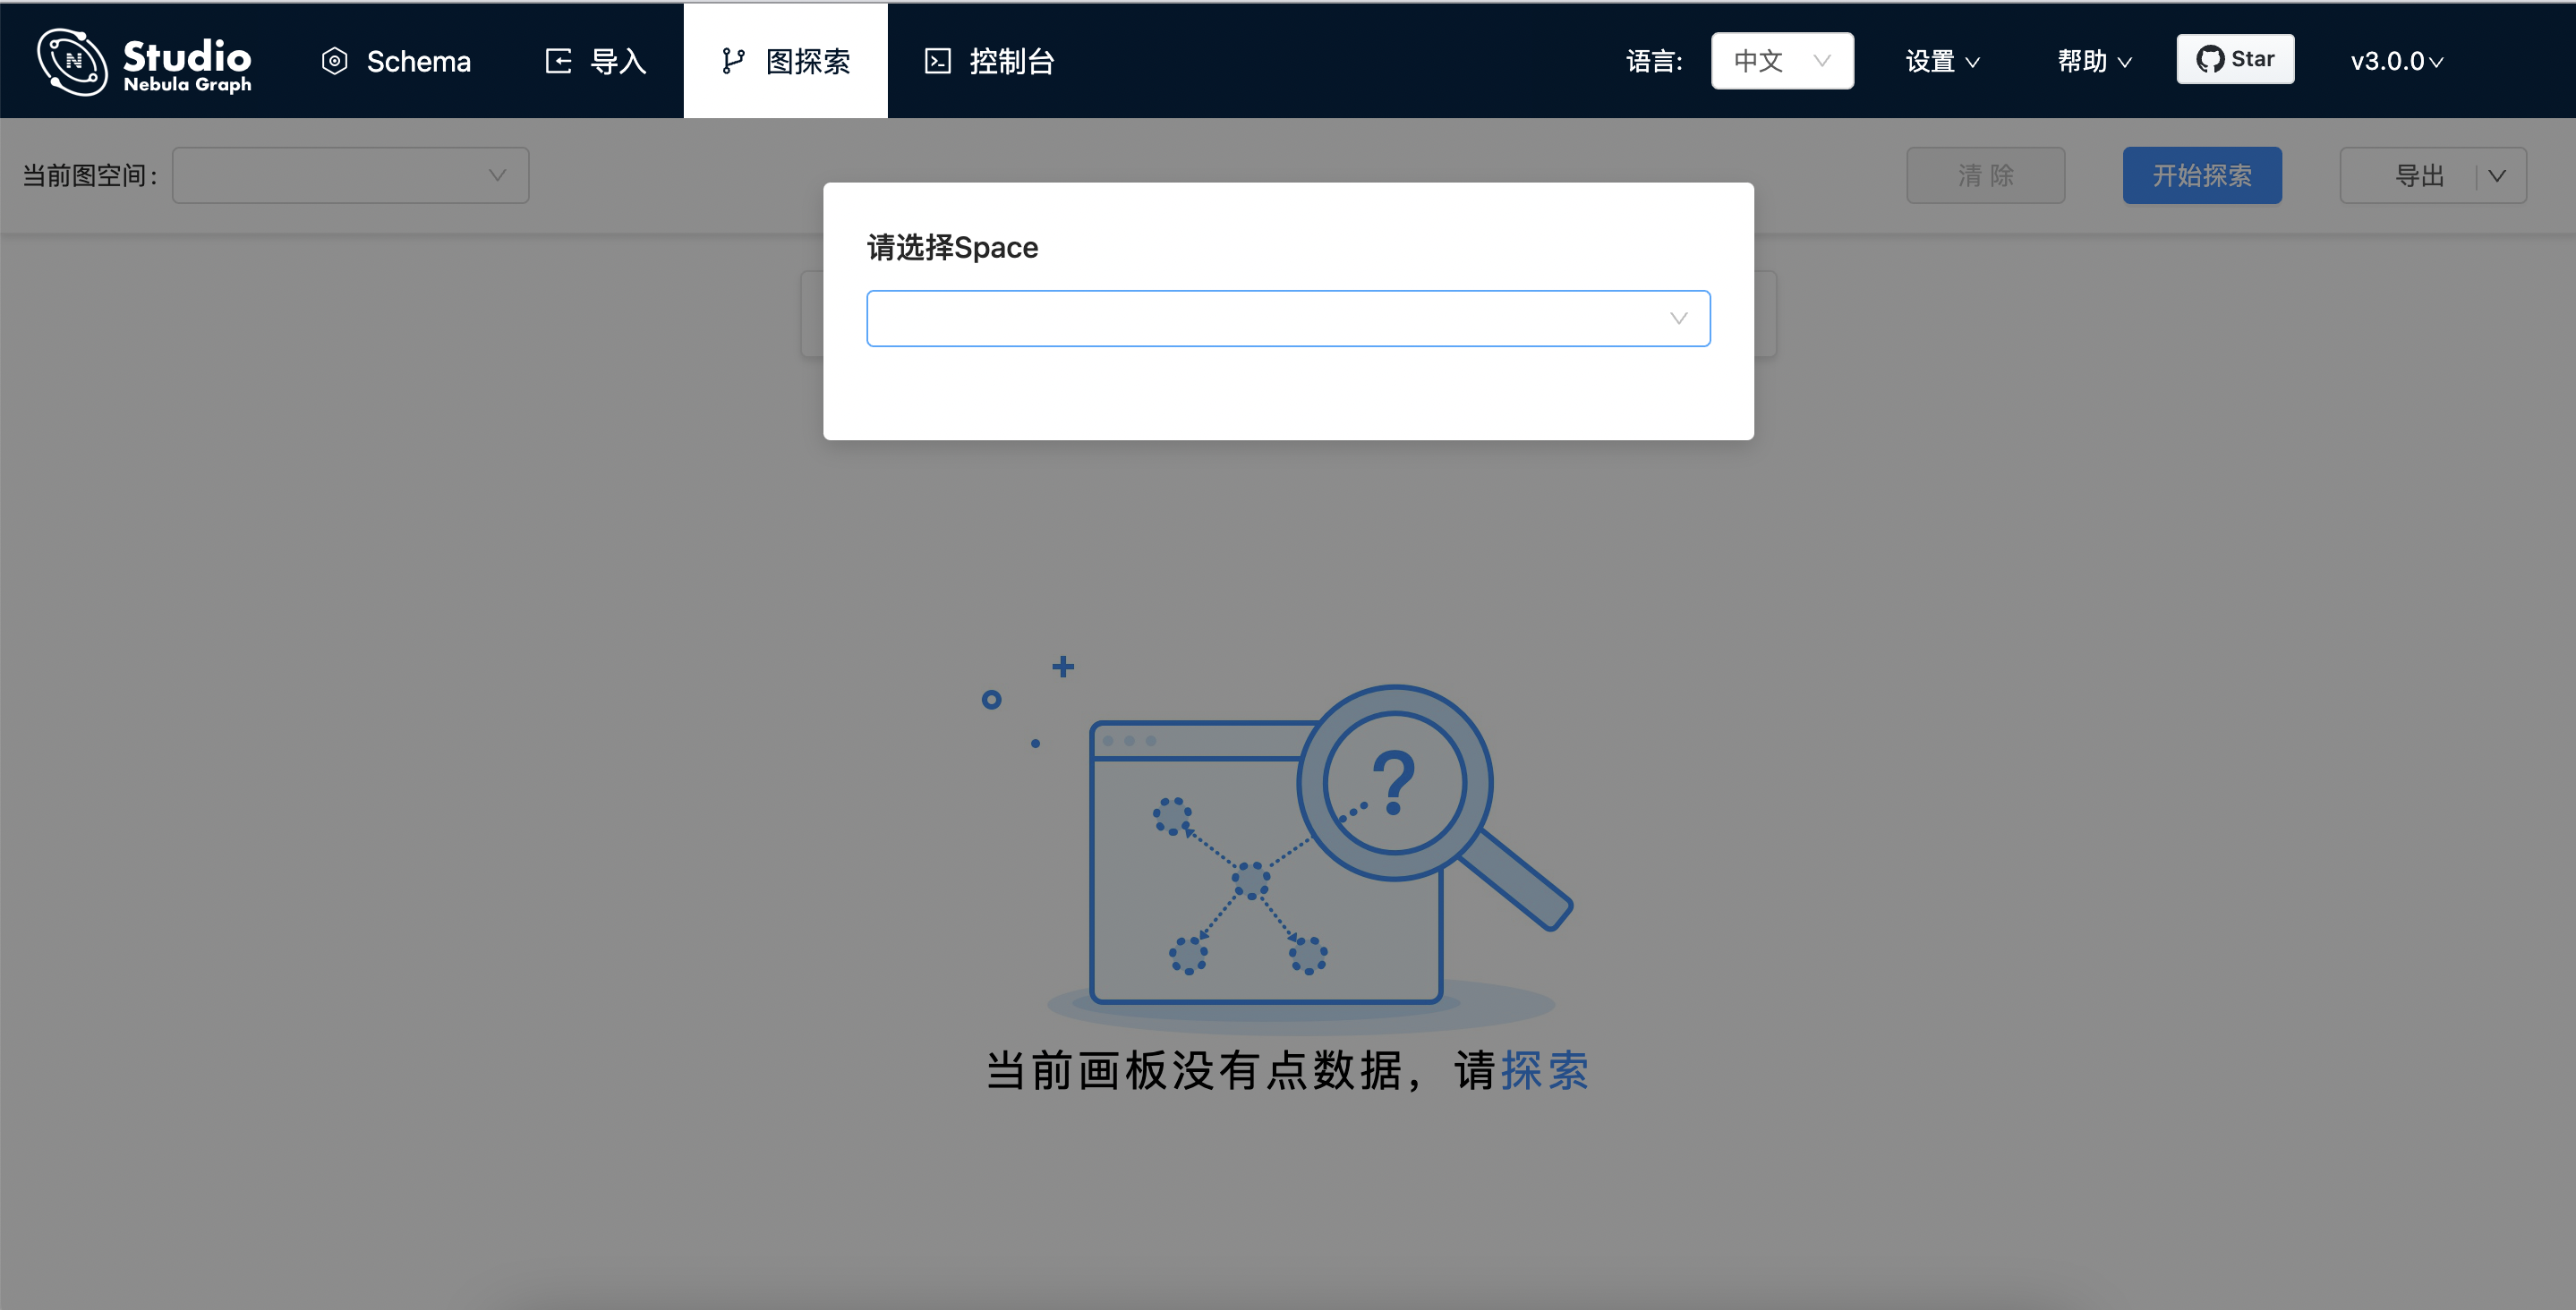 Studio
Nebula Graph
Schema
导入
图探索
控制台
语言:
中文
设置
帮助
Star
v3.0.0
当前图空间:
清 除
开始探索
导出
请选择Space
?
当前画板没有点数据，请探索